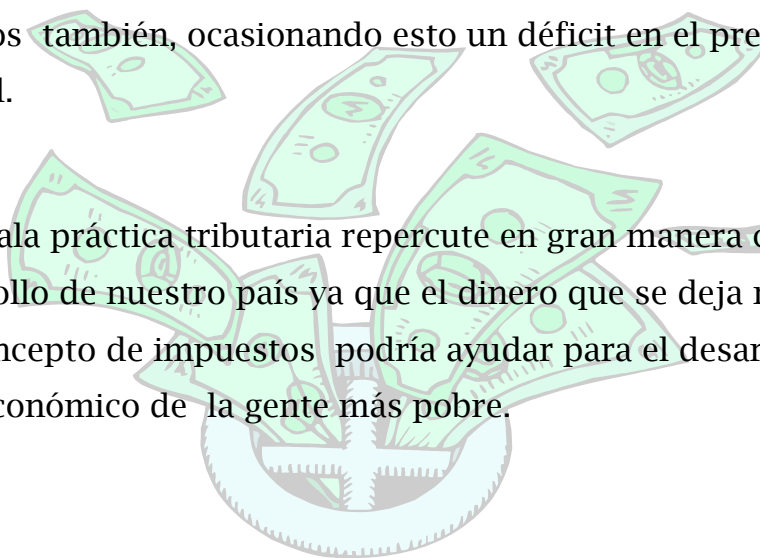 os también, ocasionando esto un déficit en el pre
l.
ala práctica tributaria repercute en gran manera
ollo de nuestro país ya que el dinero que se deja
ncepto de impuestos podría ayudar para el desar
conómico de la gente más pobre.